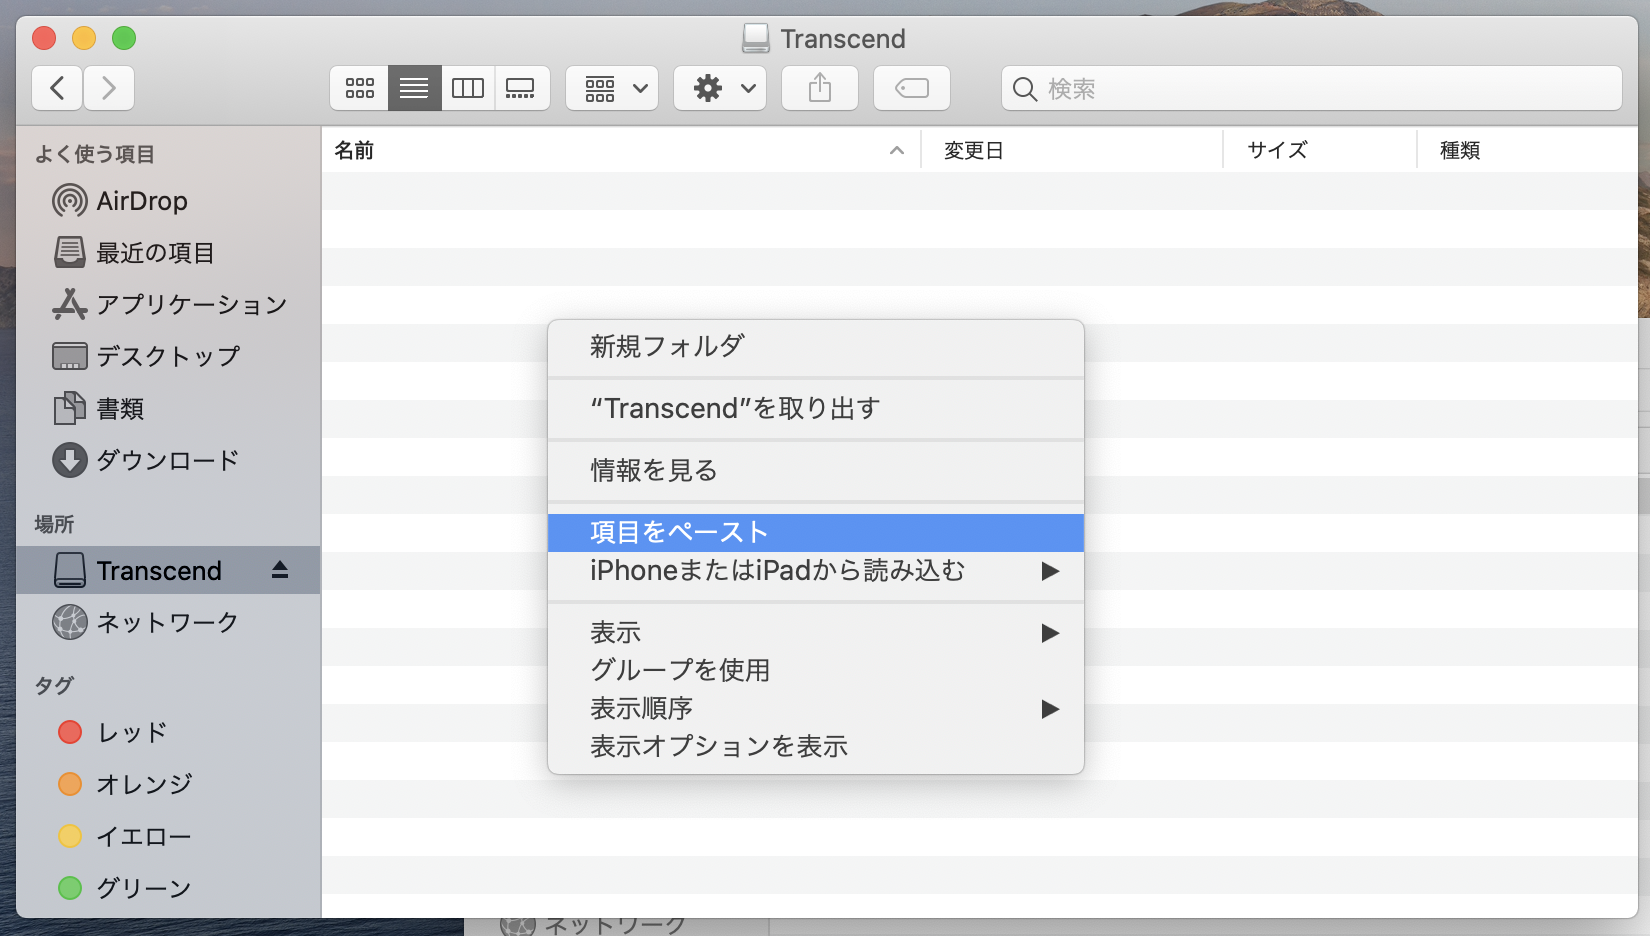 Transcend
検索
よく使う項目
AirDrop
最近の項目
アプリケーション
デスクトップ
書類
ダウンロード
場所
Transcend
ネットワーク
タグ
レッド
オレンジ
イエロー
グリーン
名前
変更日
サイズ
種類
新規フォルダ
“Transcend”を取り出す
情報を見る
項目をペースト
iPhoneまたはiPadから読み込む
表示
グループを使用
表示順序
表示オプションを表示
ネットワーク